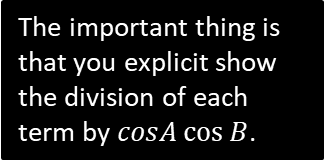 The important thing is
that you explicit show
the division of each
term by cosA cos B.